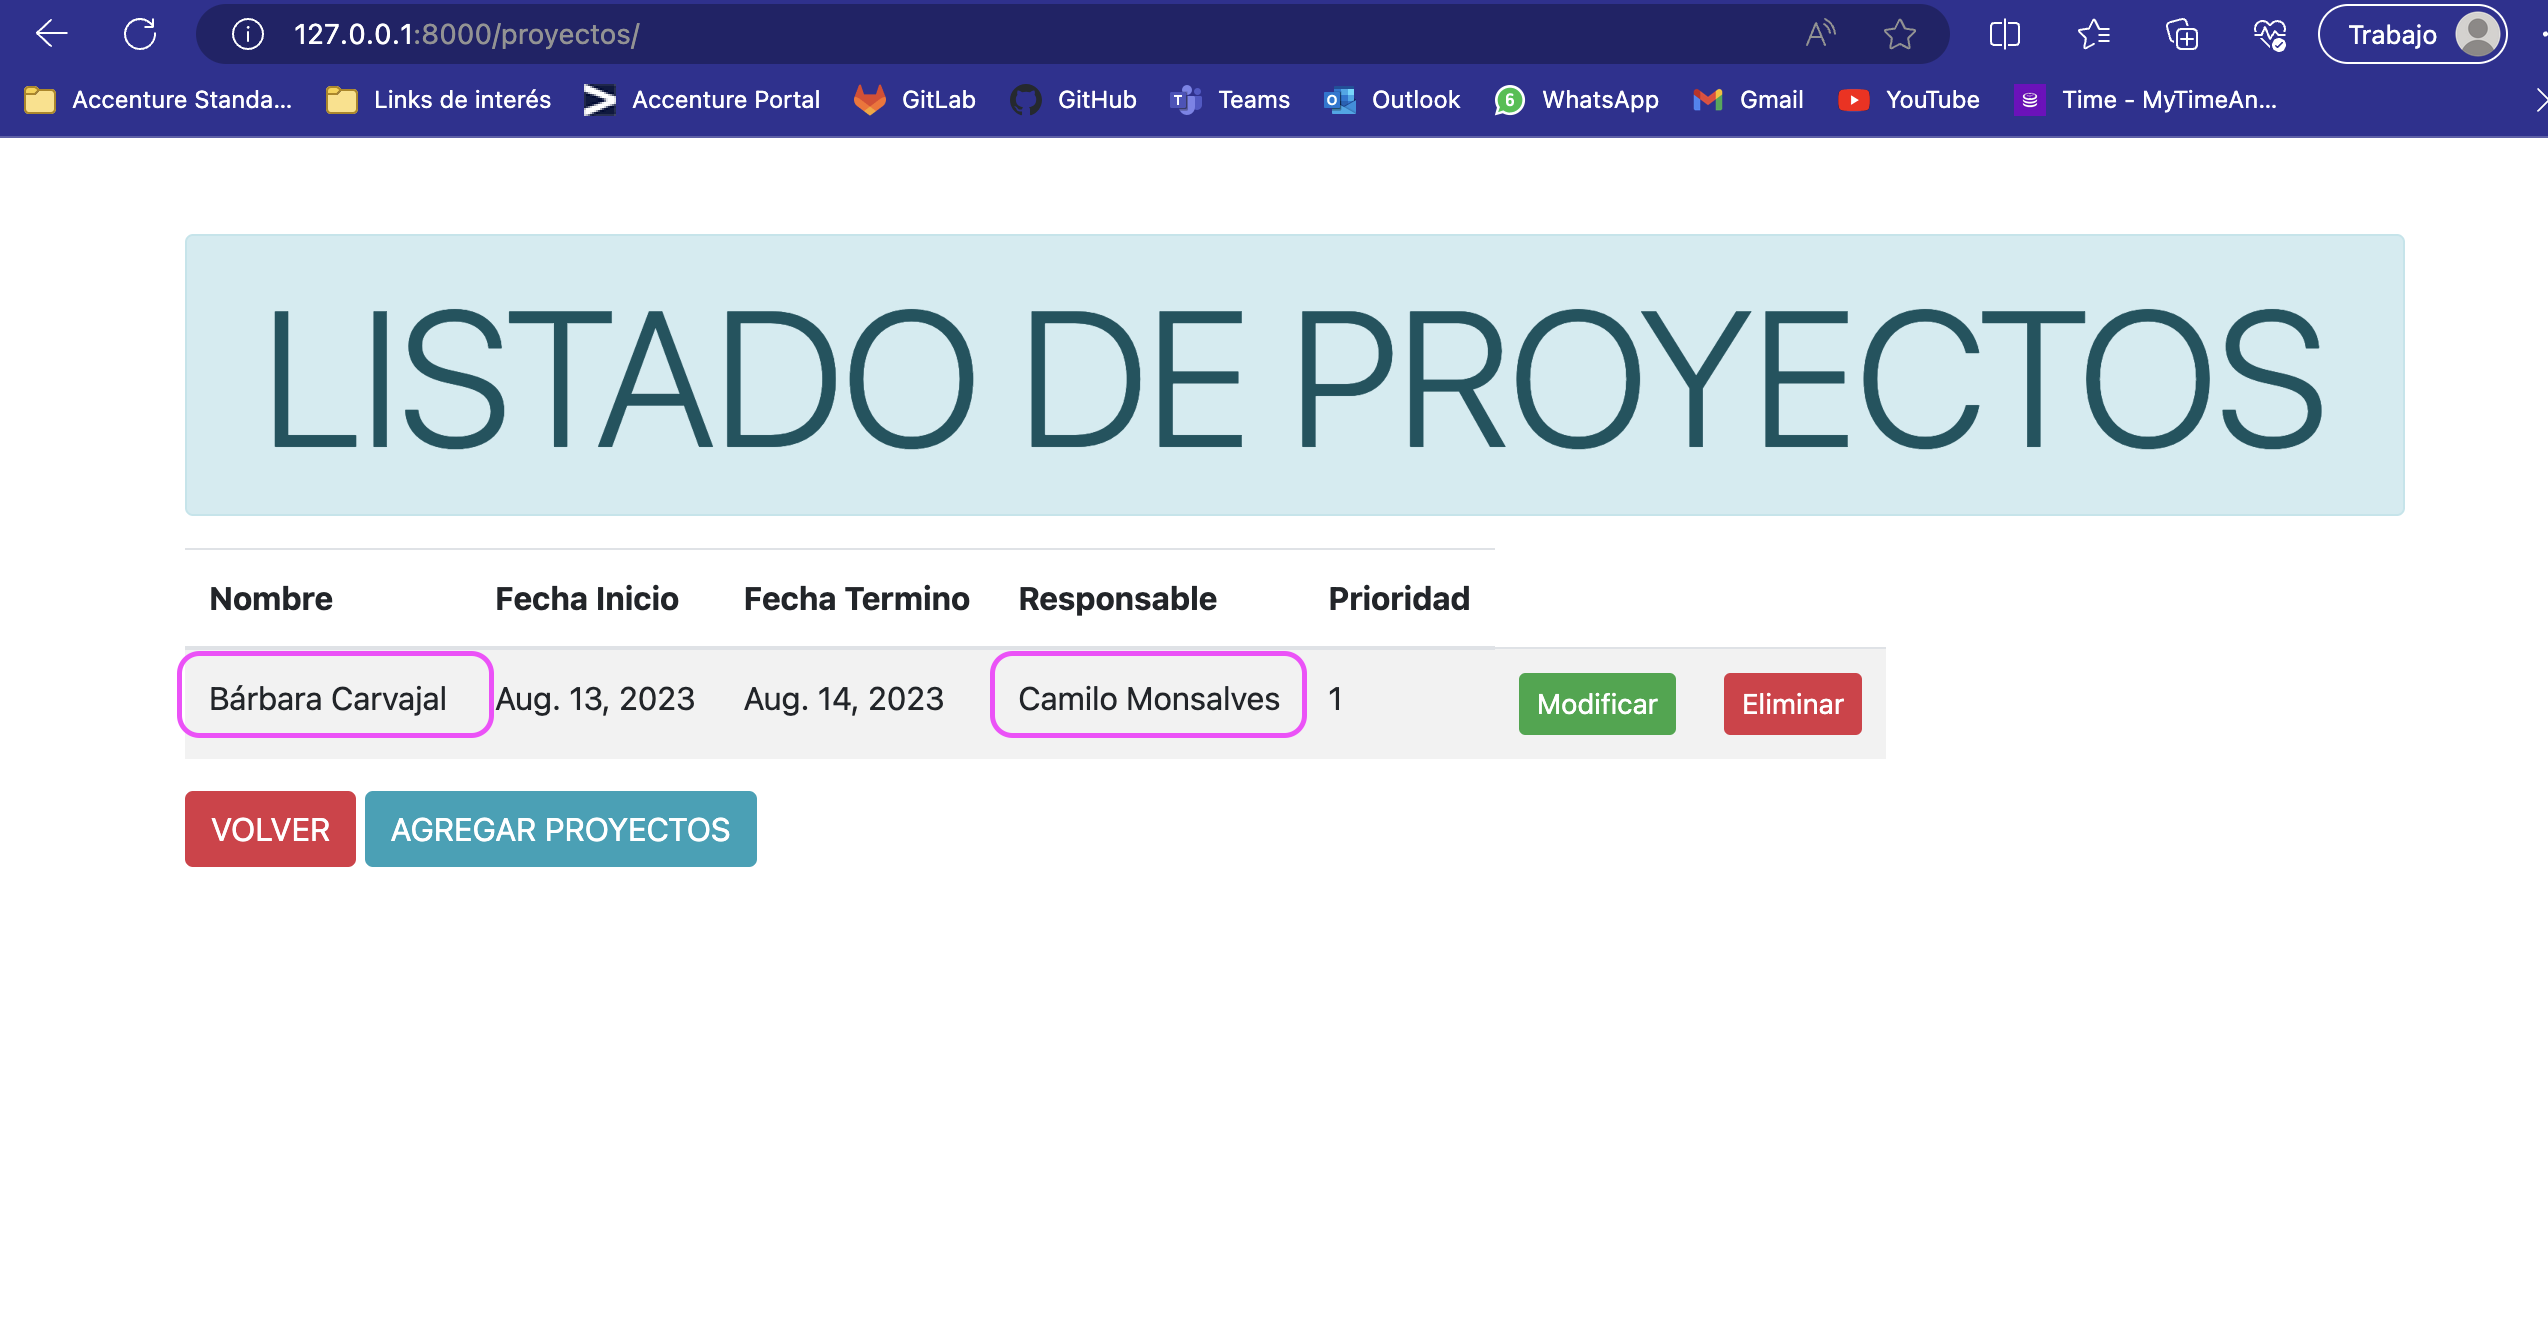 127.0.0.1:8000/proyectos/ Trabajo
Accenture Standa... Links de interés Accenture Portal GitLab GitHub Teams Outlook 6 WhatsApp Gmail YouTube Time - MyTimeAn...
LISTADO DE PROYECTOS
Nombre Fecha Inicio Fecha Termino Responsable Prioridad
Bárbara Carvajal Aug. 13, 2023 Aug. 14, 2023 Camilo Monsalves 1 Modificar Eliminar
VOLVER AGREGAR PROYECTOS